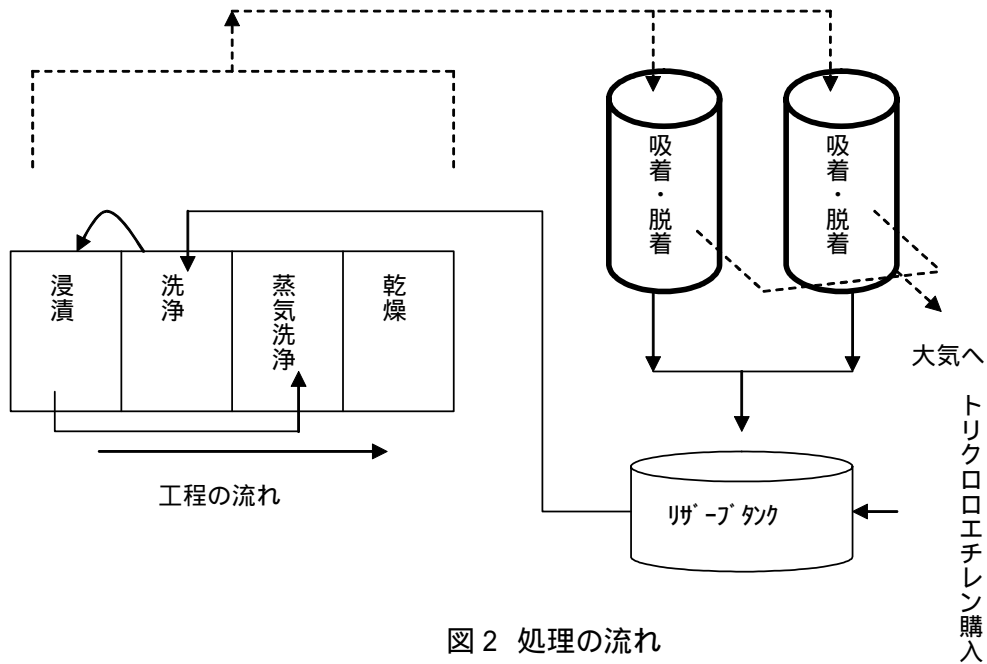 吸着・脱着
吸着・脱着
浸漬
洗浄
蒸気洗浄
乾燥
大気へ
トリクロロエチレン購入
工程の流れ
ﾘｻﾞｰﾌﾞﾀﾝｸ
図2 処理の流れ